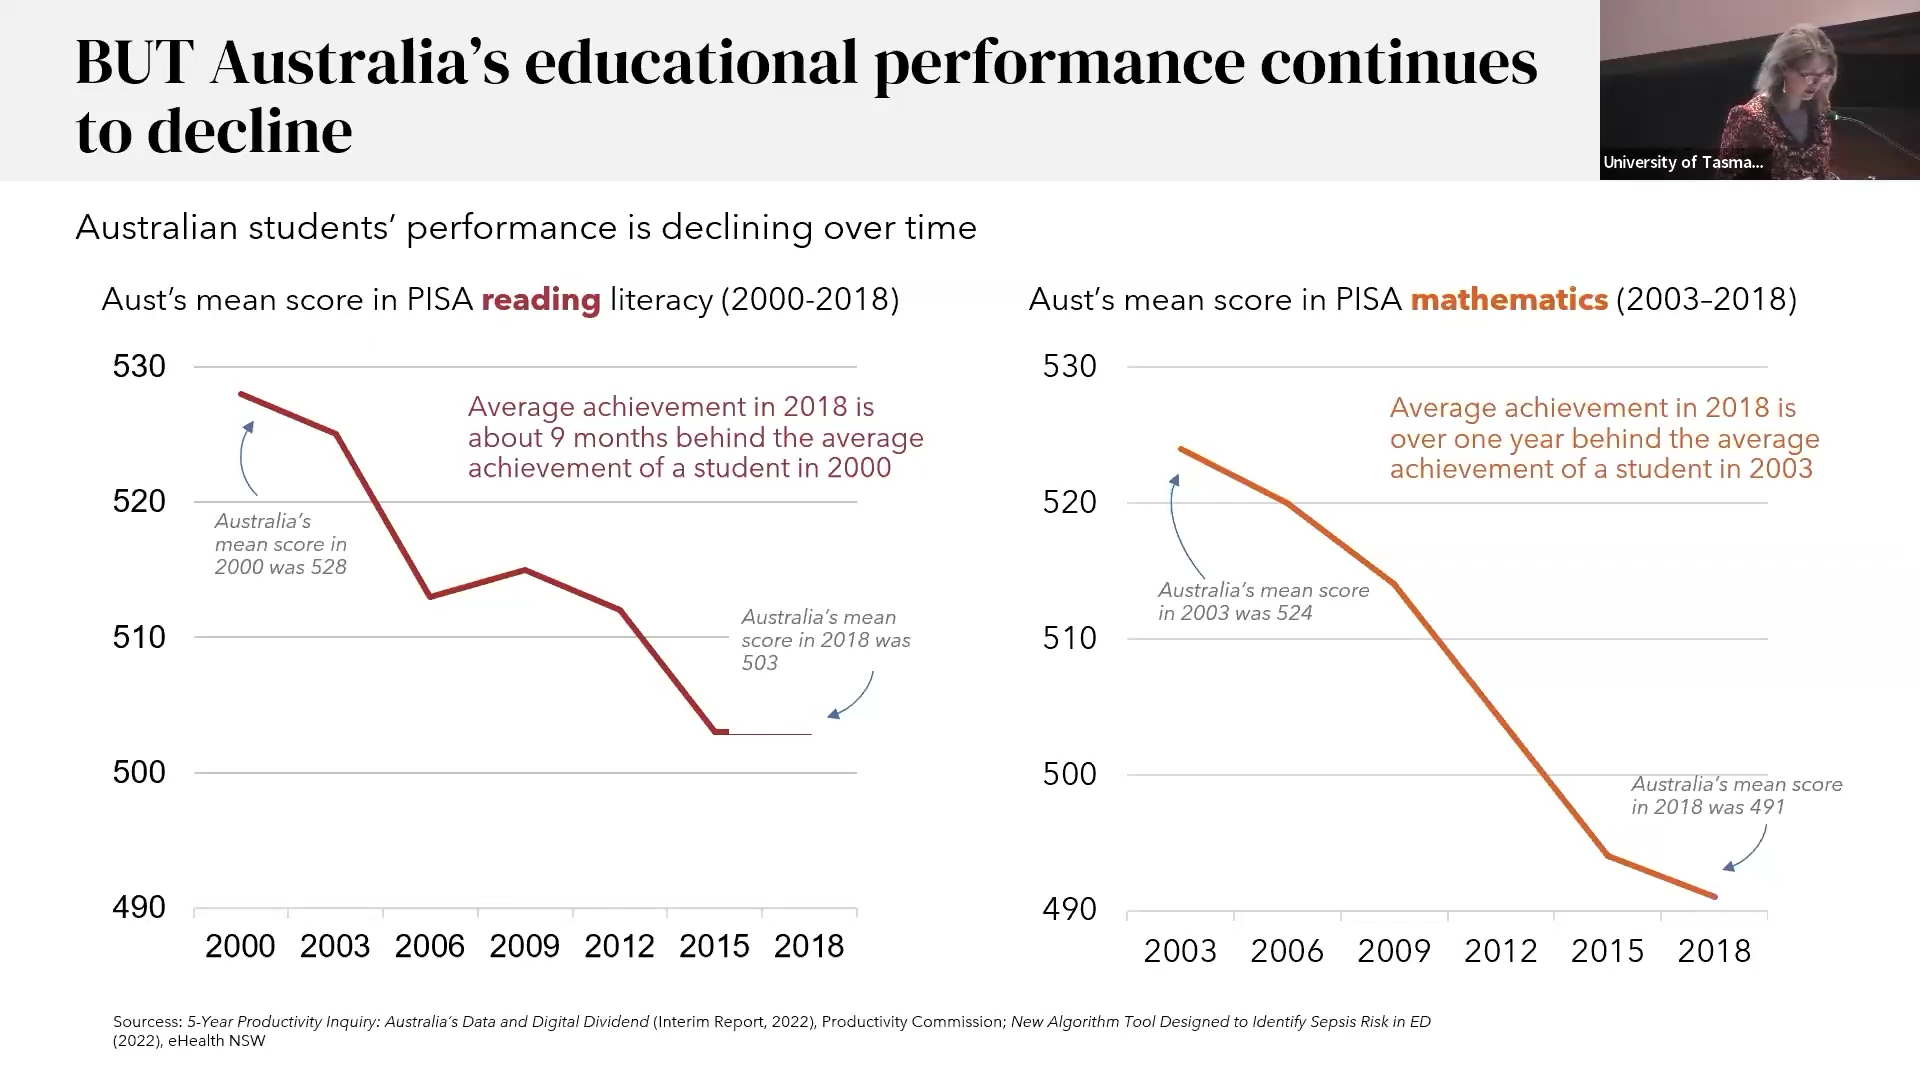 BUT Australia's educational performance continues
to decline
University of Tasma...
Australian students' performance is declining over time
Aust's mean score in PISA reading literacy (2000-2018)
530
520
510
500
490
Average achievement in 2018 is
about 9 months behind the average
achievement of a student in 2000
Australia's
mean score in
2000 was 528
Australia's mean
score in 2018 was
503
2000 2003 2006 2009 2012 2015 2018
Aust's mean score in PISA mathematics (2003–2018)
530
520
510
500
490
Average achievement in 2018 is
over one year behind the average
achievement of a student in 2003
Australia's mean score
in 2003 was 524
Australia's mean score
in 2018 was 491
2003 2006 2009 2012 2015 2018
Sourcess: 5-Year Productivity Inquiry: Australia's Data and Digital Dividend (Interim Report, 2022), Productivity Commission; New Algorithm Tool Designed to Identify Sepsis Risk in ED
(2022), eHealth NSW